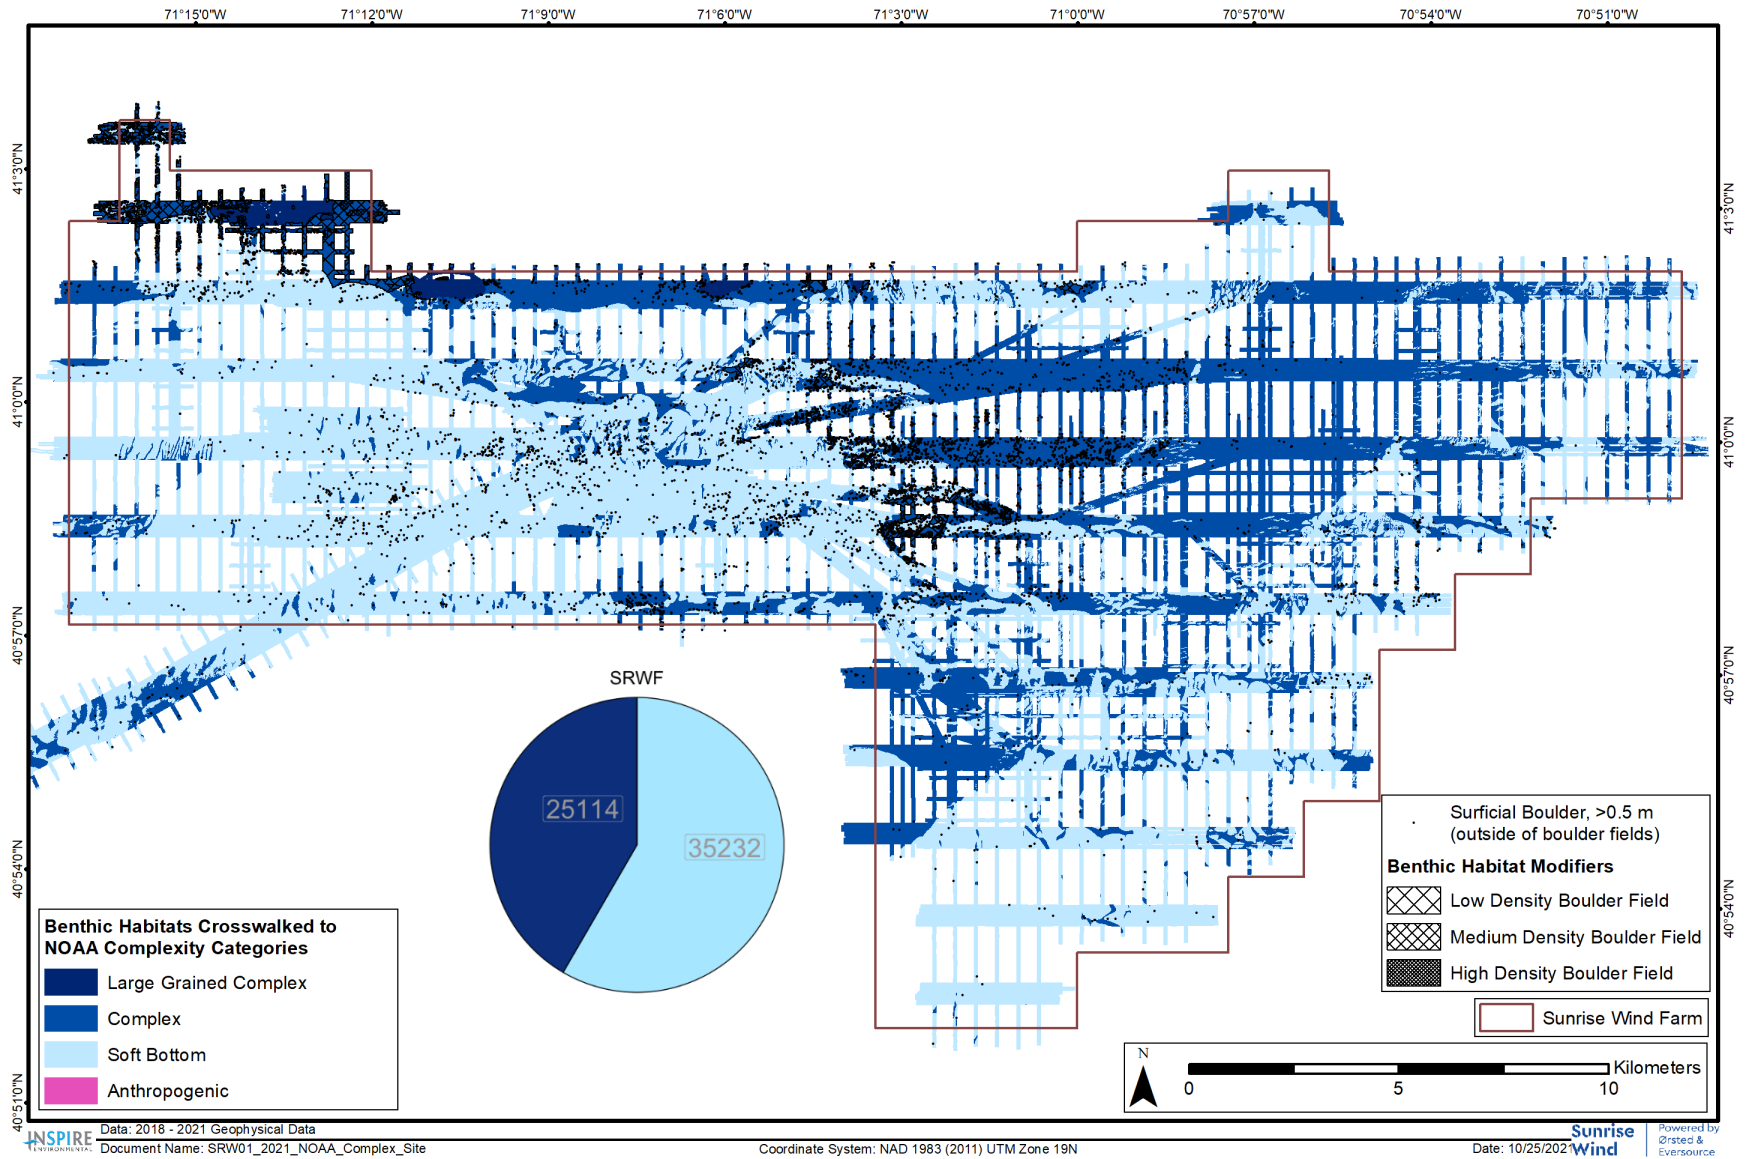 71°15'0"W 71°12'0"W 71°9'0"W 71°6'0"W 71°3'0"W 71°0'0"W 70°57'0"W 70°54'0"W 70°51'0"W
41°3'0"N
41°0'0"N
40°57'0"N
40°54'0"N
40°51'0"N
41°3'0"N
41°0'0"N
40°57'0"N
40°54'0"N
SRWF
25114
35232
Benthic Habitats Crosswalked to
NOAA Complexity Categories
Large Grained Complex
Complex
Soft Bottom
Anthropogenic
Surficial Boulder, >0.5 m
(outside of boulder fields)
Benthic Habitat Modifiers
Low Density Boulder Field
Medium Density Boulder Field
High Density Boulder Field
Sunrise Wind Farm
N
Kilometers
0 5 10
INSPIRE
ENVIRONMENTAL
Data: 2018 - 2021 Geophysical Data
Document Name: SRW01_2021_NOAA_Complex_Site
Coordinate System: NAD 1983 (2011) UTM Zone 19N
Date: 10/25/2021
Sunrise
Wind
Powered by
Ørsted &
Eversource